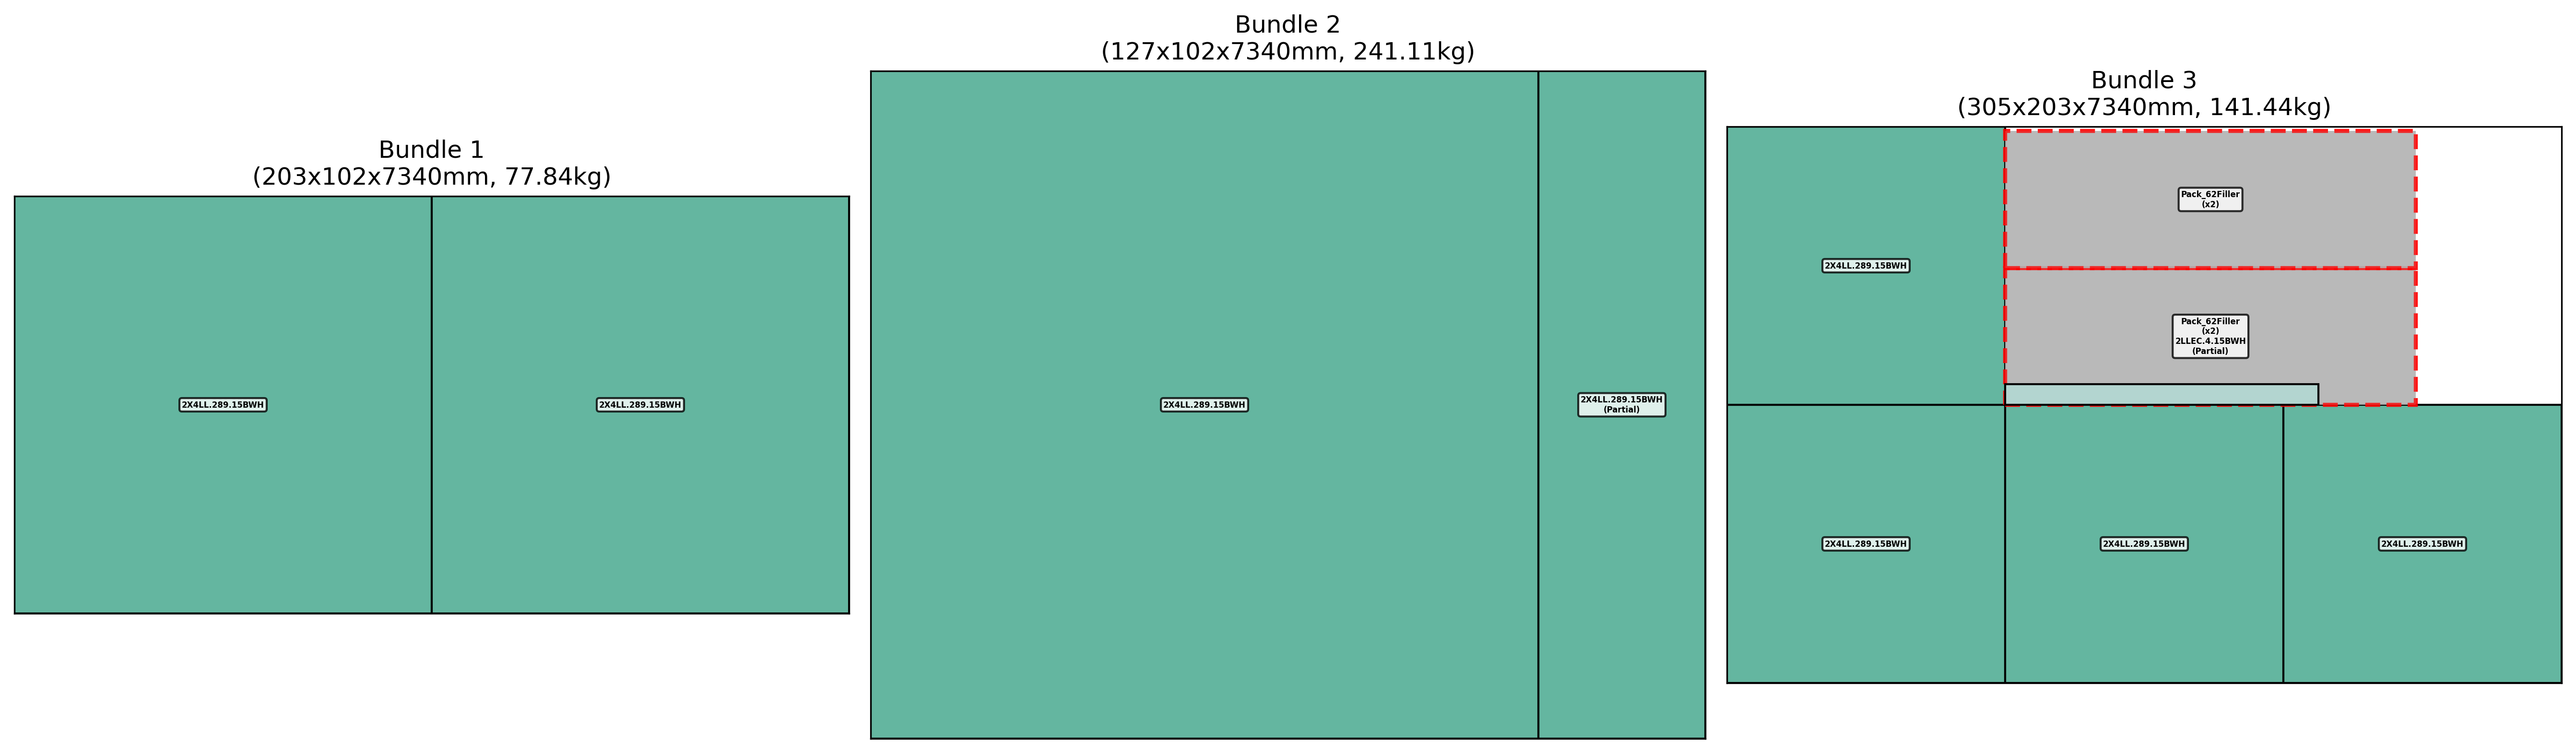 Bundle 1
(203x102x7340mm, 77.84kg)
2X4LL.289.15BWH
2X4LL.289.15BWH
Bundle 2
(127x102x7340mm, 241.11kg)
2X4LL.289.15BWH
2X4LL.289.15BWH
(Partial)
Bundle 3
(305x203x7340mm, 141.44kg)
2X4LL.289.15BWH
Pack_62Filler
(x2)
Pack_62Filler
(x2)
2LLEC.4.15BWH
(Partial)
2X4LL.289.15BWH
2X4LL.289.15BWH
2X4LL.289.15BWH